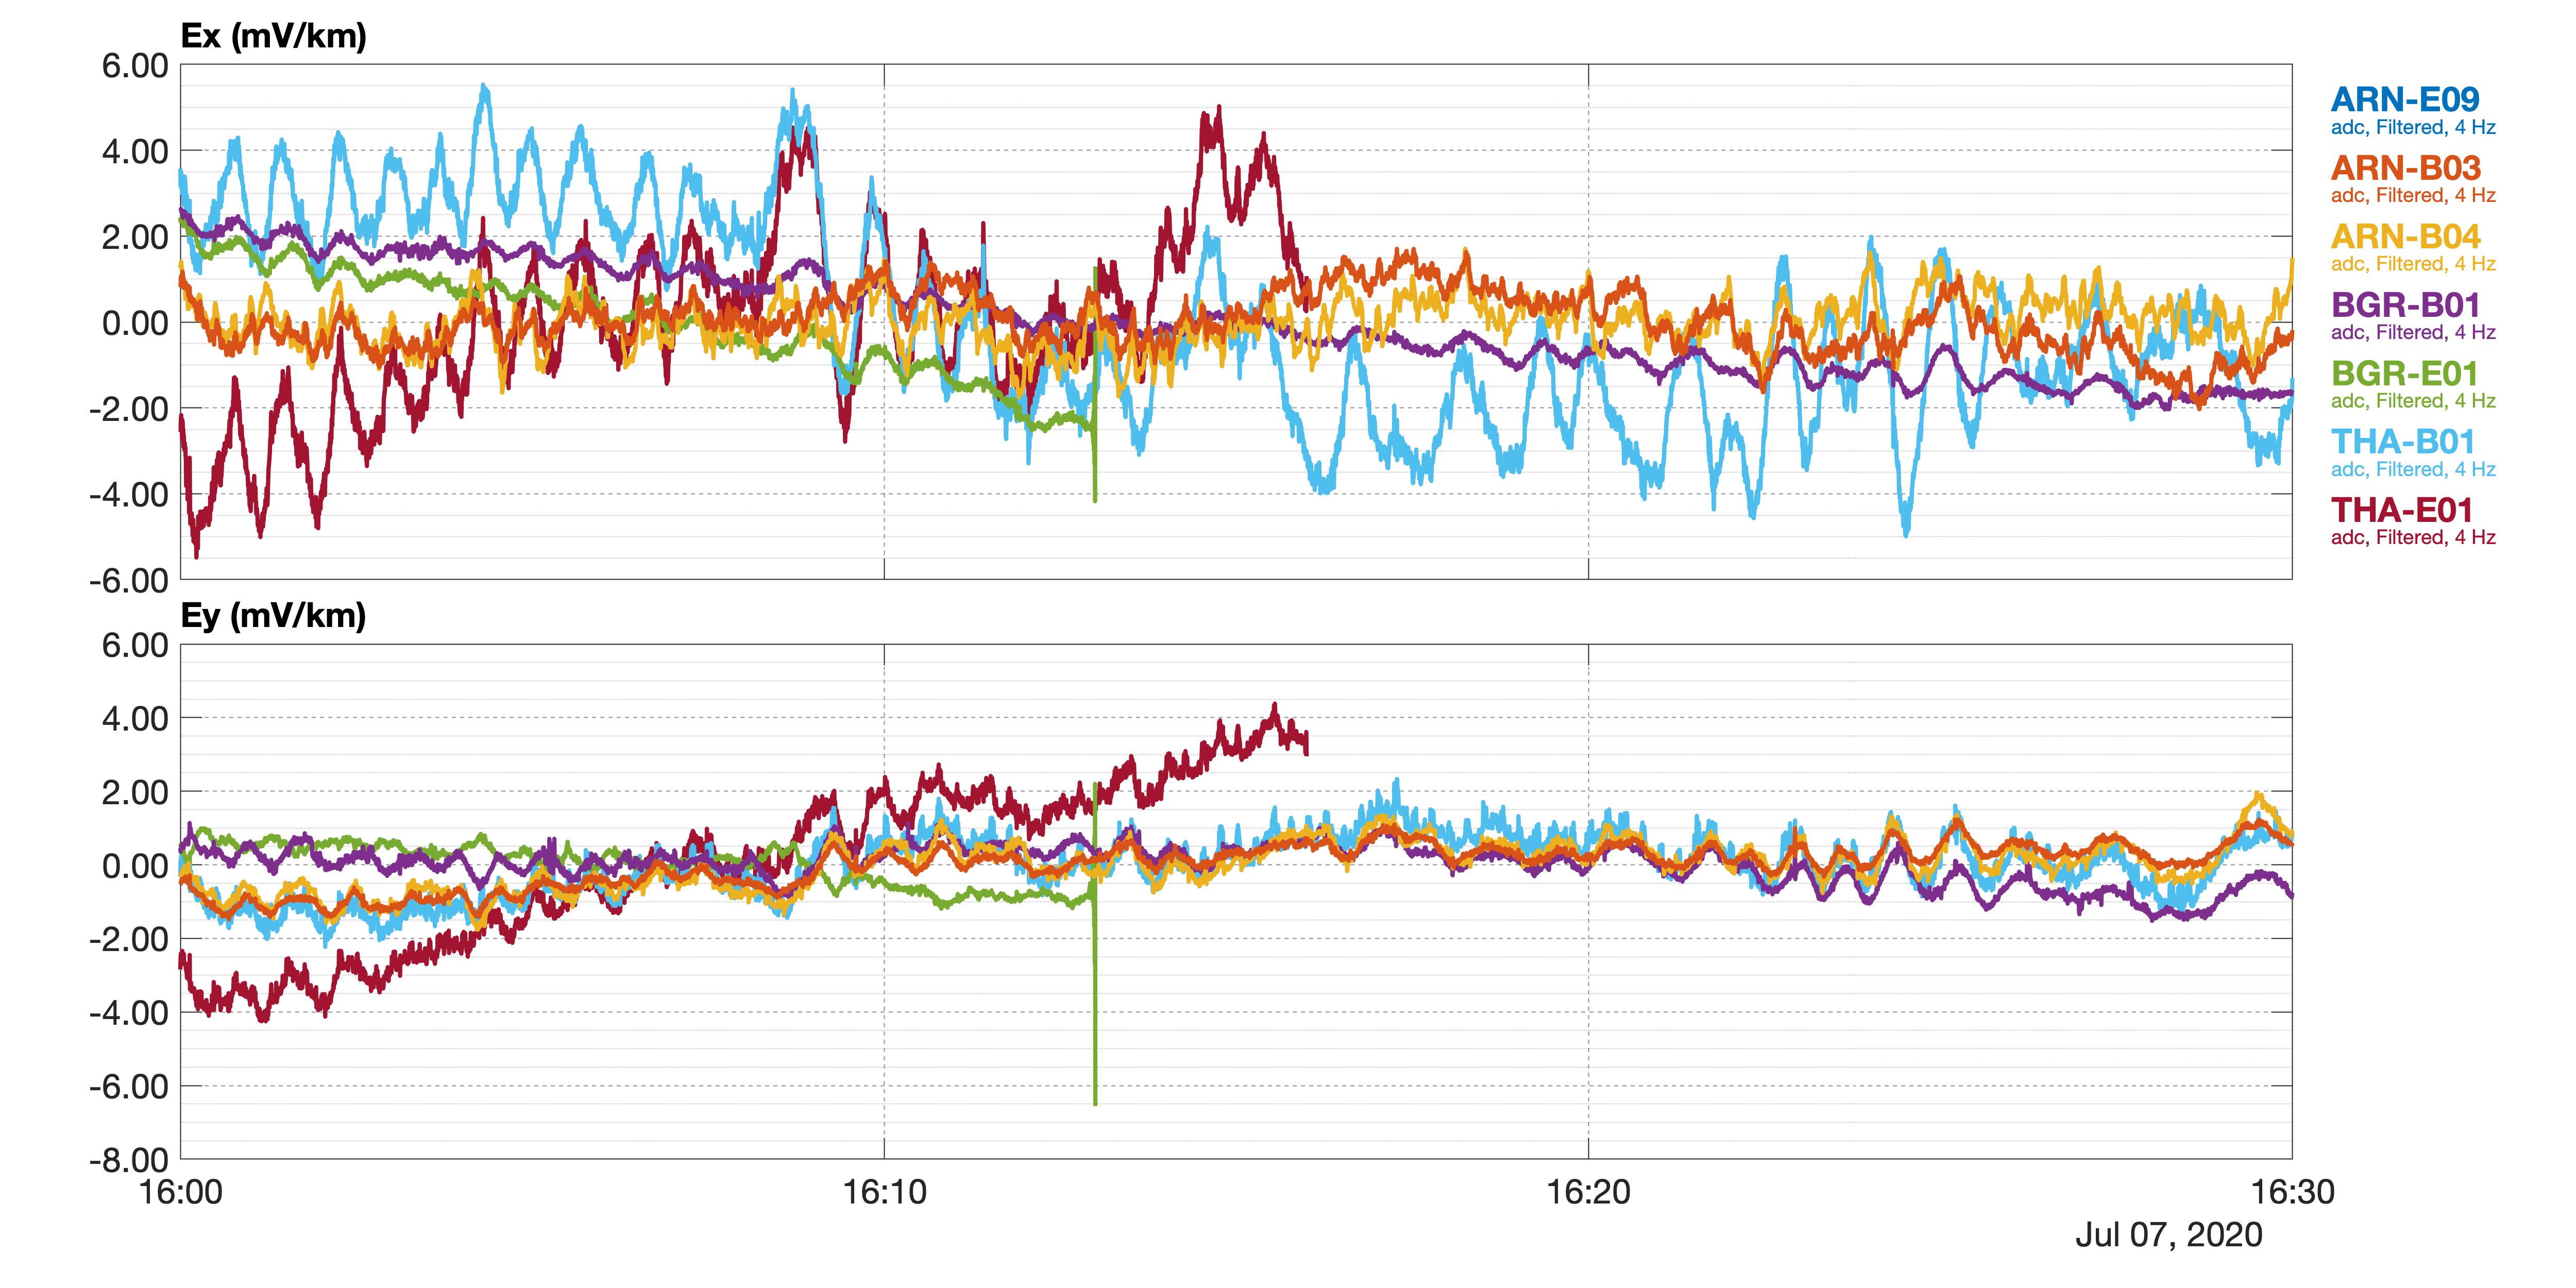 Ex (mV/km)
6.00
4.00
2.00
0.00
-2.00
-4.00
-6.00
ARN-E09
adc, Filtered, 4 Hz
ARN-B03
adc, Filtered, 4 Hz
ARN-B04
adc, Filtered, 4 Hz
BGR-B01
adc, Filtered, 4 Hz
BGR-E01
adc, Filtered, 4 Hz
THA-B01
adc, Filtered, 4 Hz
THA-E01
adc, Filtered, 4 Hz
Ey (mV/km)
6.00
4.00
2.00
0.00
-2.00
-4.00
-6.00
-8.00
16:00 16:10 16:20 16:30
Jul 07, 2020